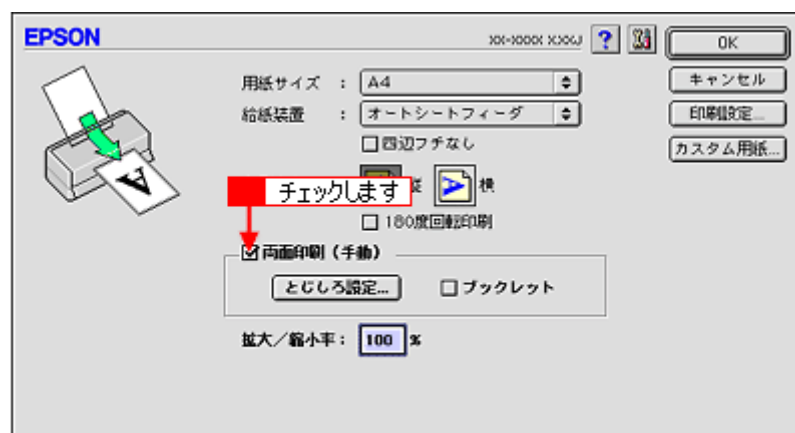 EPSON
OK
用紙サイズ : A4
キャンセル
給紙装置 : オートシートフィーダ
印刷設定...
四辺フチなし
カスタム用紙...
チェックします
縦
横
180度回転印刷
両面印刷(手動)
とじしろ設定...
ブックレット
拡大/縮小率: 100 %
A